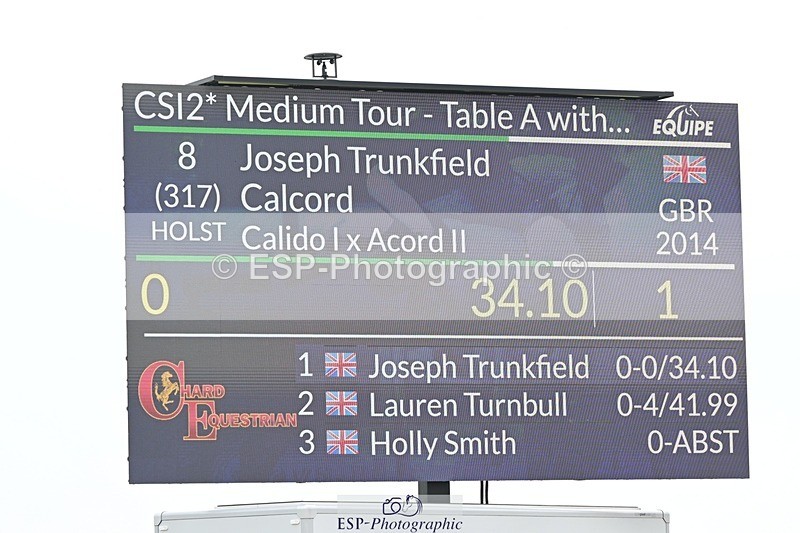 CSI2* Medium Tour - Table A with...
EQUIPE
8 Joseph Trunkfield
(317) Calcord GBR
HOLST Calido I x Acord II 2014
© ESP-Photographic ©
0 34.10 1
CHARD EQUESTRIAN
1 Joseph Trunkfield 0-0/34.10
2 Lauren Turnbull 0-4/41.99
3 Holly Smith 0-ABST
ESP-Photographic